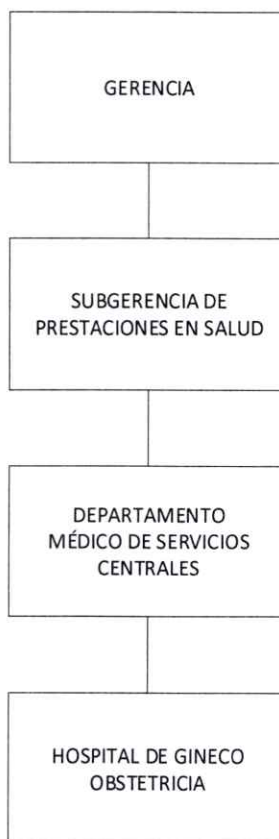 GERENCIA
SUBGERENCIA DE
PRESTACIONES EN SALUD
DEPARTAMENTO
MÉDICO DE SERVICIOS
CENTRALES
HOSPITAL DE GINECO
OBSTETRICIA